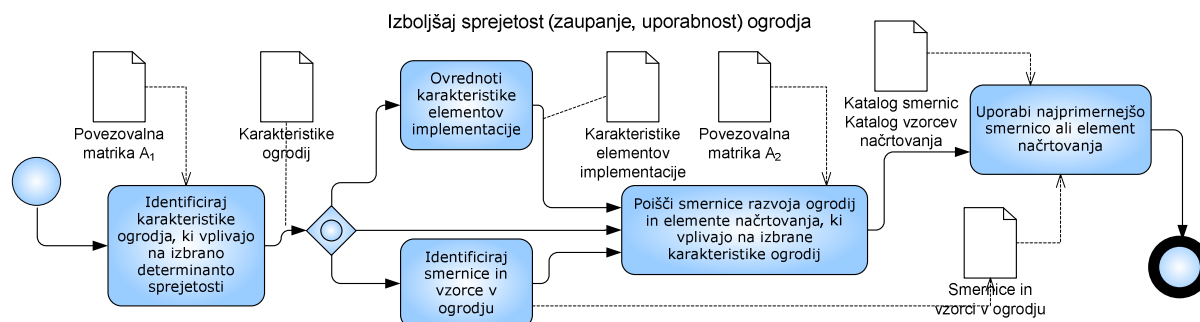 Izboljšaj sprejetost (zaupanje, uporabnost) ogrodja
Povezovalna
matrika A₁
Karakteristike
ogrodij
Identificiraj
karakteristike
ogrodja, ki vplivajo
na izbrano
determinanto
sprejetosti
Ovrednoti
karakteristike
elementov
implementacije
Identificiraj
smernice in
vzorce v
ogrodju
Karakteristike
elementov
implementacije
Povezovalna
matrika A₂
Poišči smernice razvoja ogrodij
in elemente načrtovanja, ki
vplivajo na izbrane
karakteristike ogrodij
Katalog smernic
Katalog vzorcev
načrtovanja
Uporabi najprimernejšo
smernico ali element
načrtovanja
Smernice in
vzorci v ogrodju